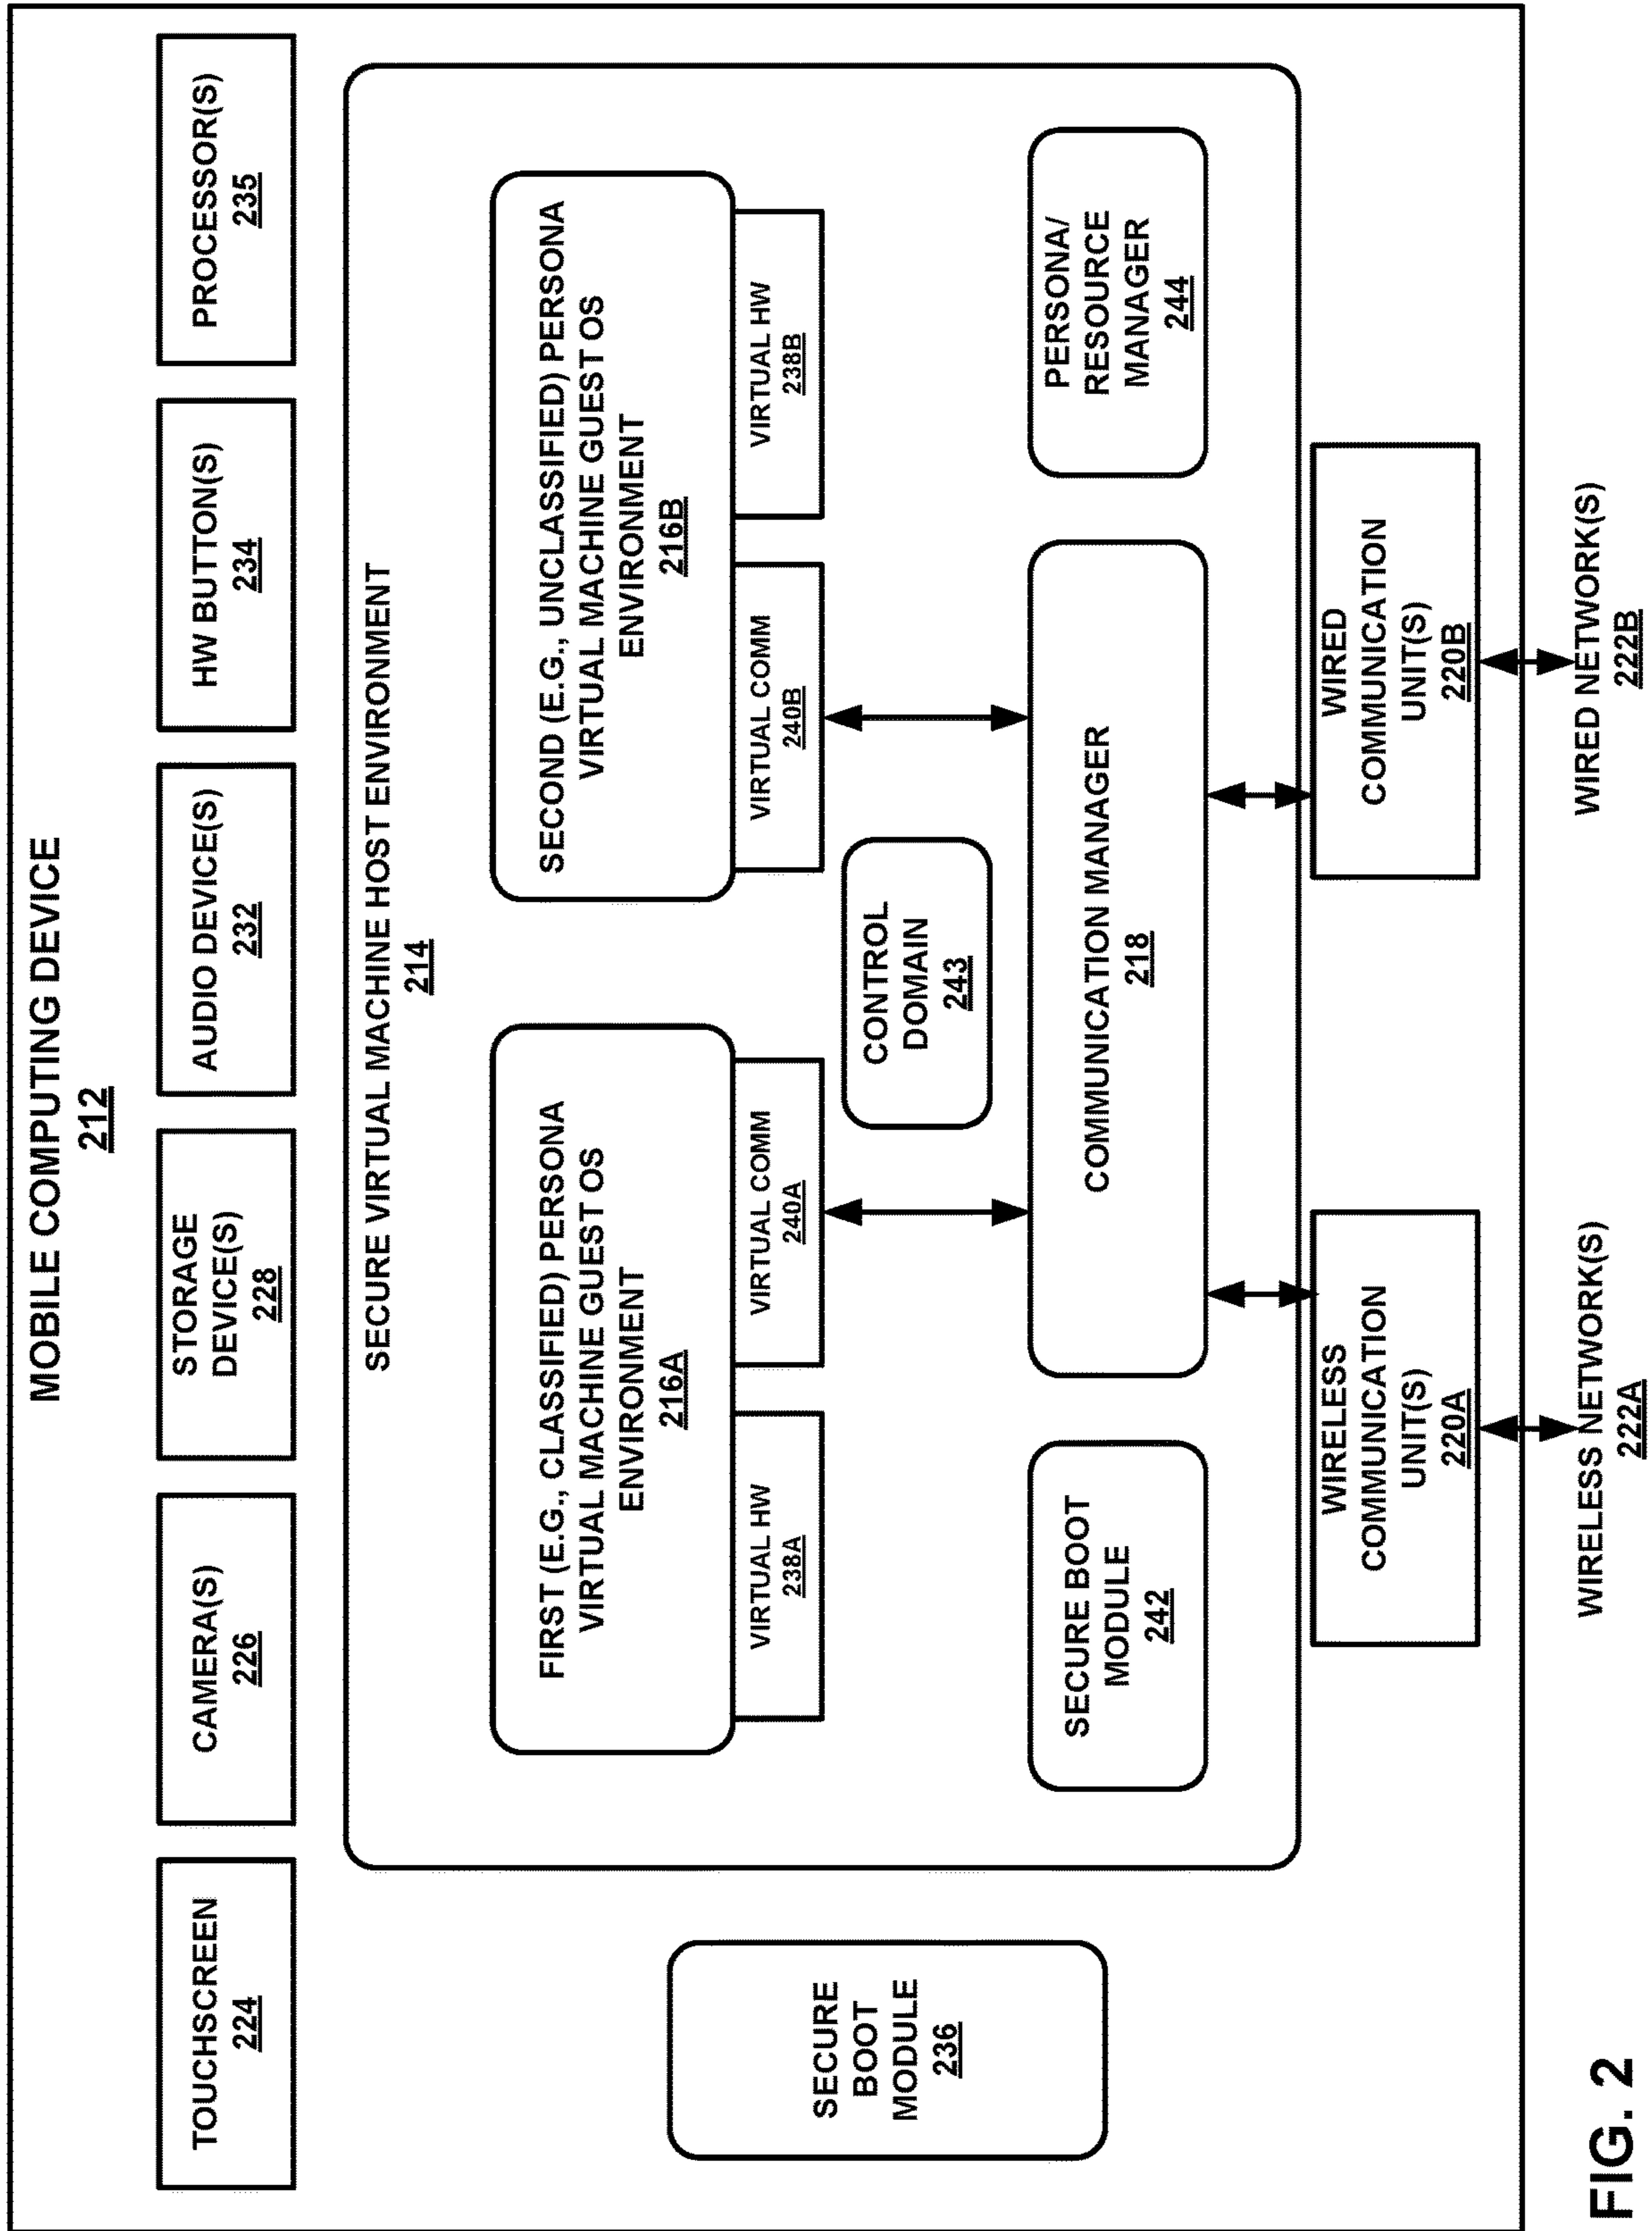 MOBILE COMPUTING DEVICE
212
TOUCHSCREEN
224
CAMERA(S)
226
STORAGE
DEVICE(S)
228
AUDIO DEVICE(S)
232
HW BUTTON(S)
234
PROCESSOR(S)
235
SECURE VIRTUAL MACHINE HOST ENVIRONMENT
214
FIRST (E.G., CLASSIFIED) PERSONA
VIRTUAL MACHINE GUEST OS
ENVIRONMENT
216A
VIRTUAL HW
238A
VIRTUAL COMM
240A
SECOND (E.G., UNCLASSIFIED) PERSONA
VIRTUAL MACHINE GUEST OS
ENVIRONMENT
216B
VIRTUAL COMM
240B
VIRTUAL HW
238B
CONTROL
DOMAIN
243
SECURE
BOOT
MODULE
236
SECURE BOOT
MODULE
242
COMMUNICATION MANAGER
218
PERSONA/
RESOURCE
MANAGER
244
WIRELESS
COMMUNICATION
UNIT(S)
220A
WIRED
COMMUNICATION
UNIT(S)
220B
WIRELESS NETWORK(S)
222A
WIRED NETWORK(S)
222B
FIG. 2